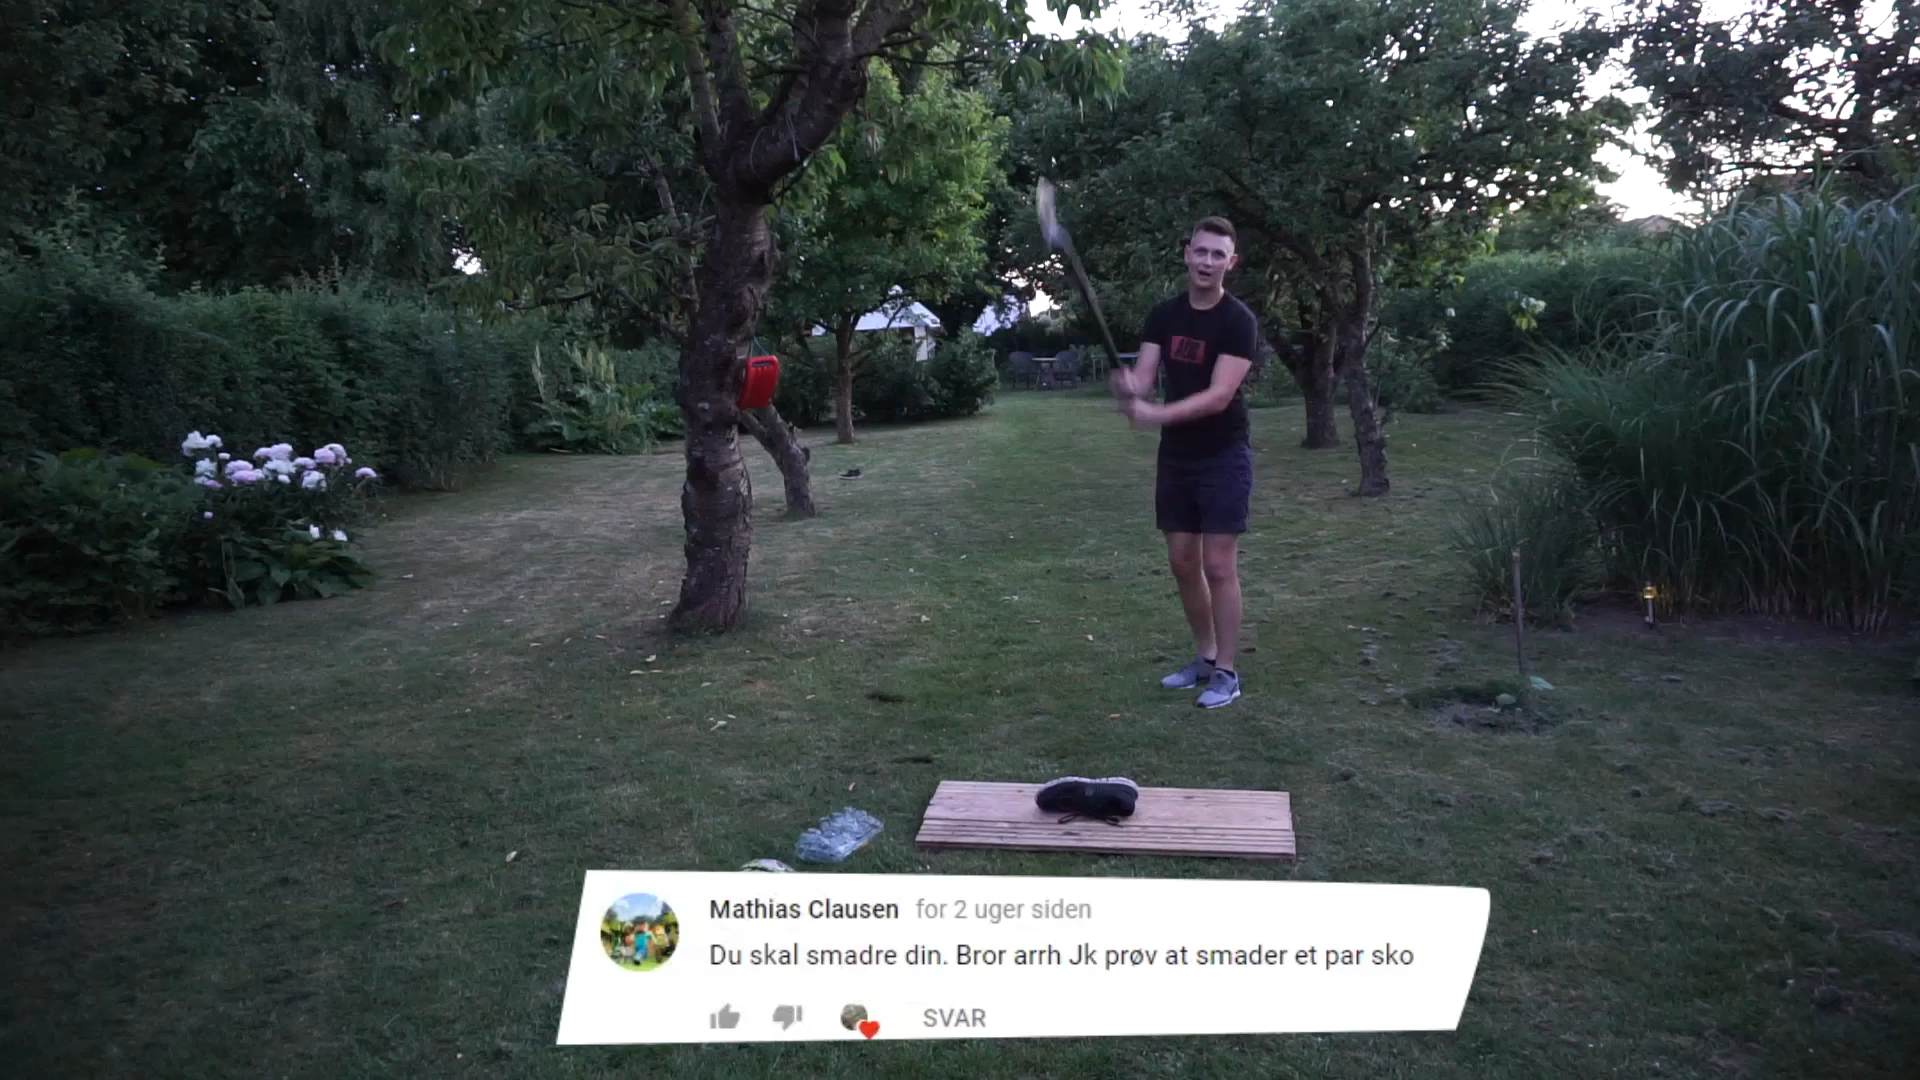 Mathias Clausen for 2 uger siden
Du skal smadre din. Bror arrh Jk prøv at smader et par sko
SVAR